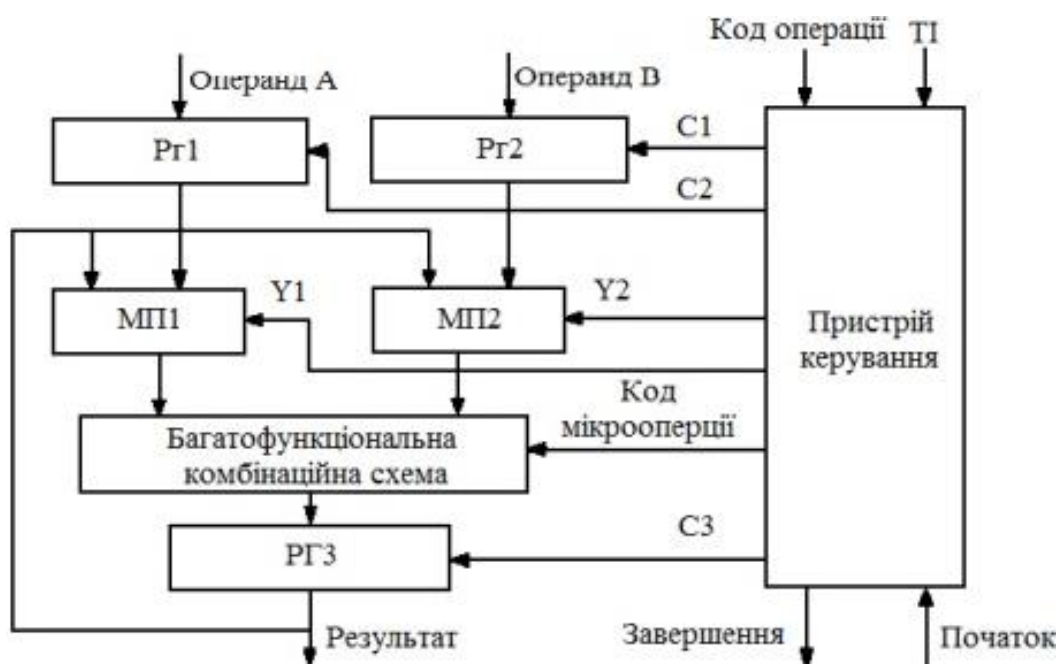 Код операції
ТІ
Операнд А
Операнд В
Рг1
Рг2
С1
С2
Y1
Y2
МП1
МП2
Пристрій
керування
Код
мікрооперції
Багатофункціональна
комбінаційна схема
С3
РГ3
Результат
Завершення
Початок